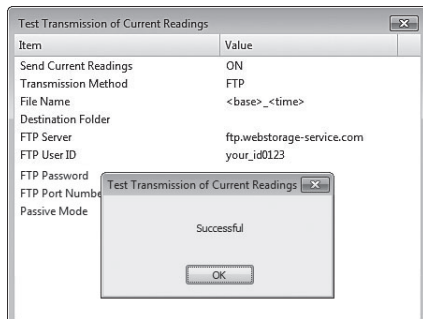 Test Transmission of Current Readings
Item Value
Send Current Readings ON
Transmission Method FTP
File Name <base>_<time>
Destination Folder
FTP Server ftp.webstorage-service.com
FTP User ID your_id0123
FTP Password
FTP Port Numbe
Passive Mode
Test Transmission of Current Readings
Successful
OK